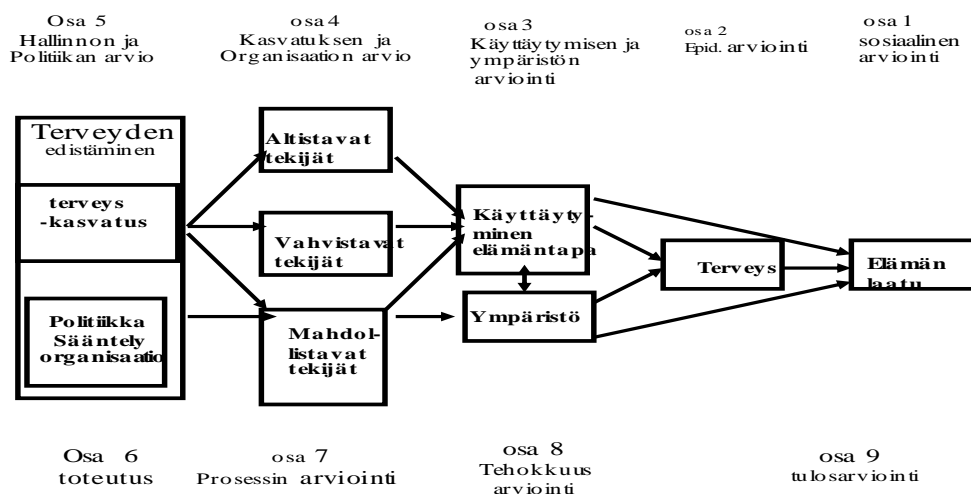 Osa 5
Hallinnon ja
Politiikan arvio
osa 4
Kasvatuksen ja
Organisaation arvio
osa 3
Käyttäytymisen ja
ympäristön
arviointi
osa 2
Epid. arviointi
osa 1
sosiaalinen
arviointi
Terveyden
edistäminen
terveys
-kasvatus
Politiikka
Sääntely
organisaatio
Altistavat
tekijät
Vahvistavat
tekijät
Mahdol-
listavat
tekijät
Käyttäyty-
minen
elämäntapa
Ympäristö
Terveys
Elämän
laatu
Osa 6
toteutus
osa 7
Prosessin arviointi
osa 8
Tehokkuus
arviointi
osa 9
tulosarviointi